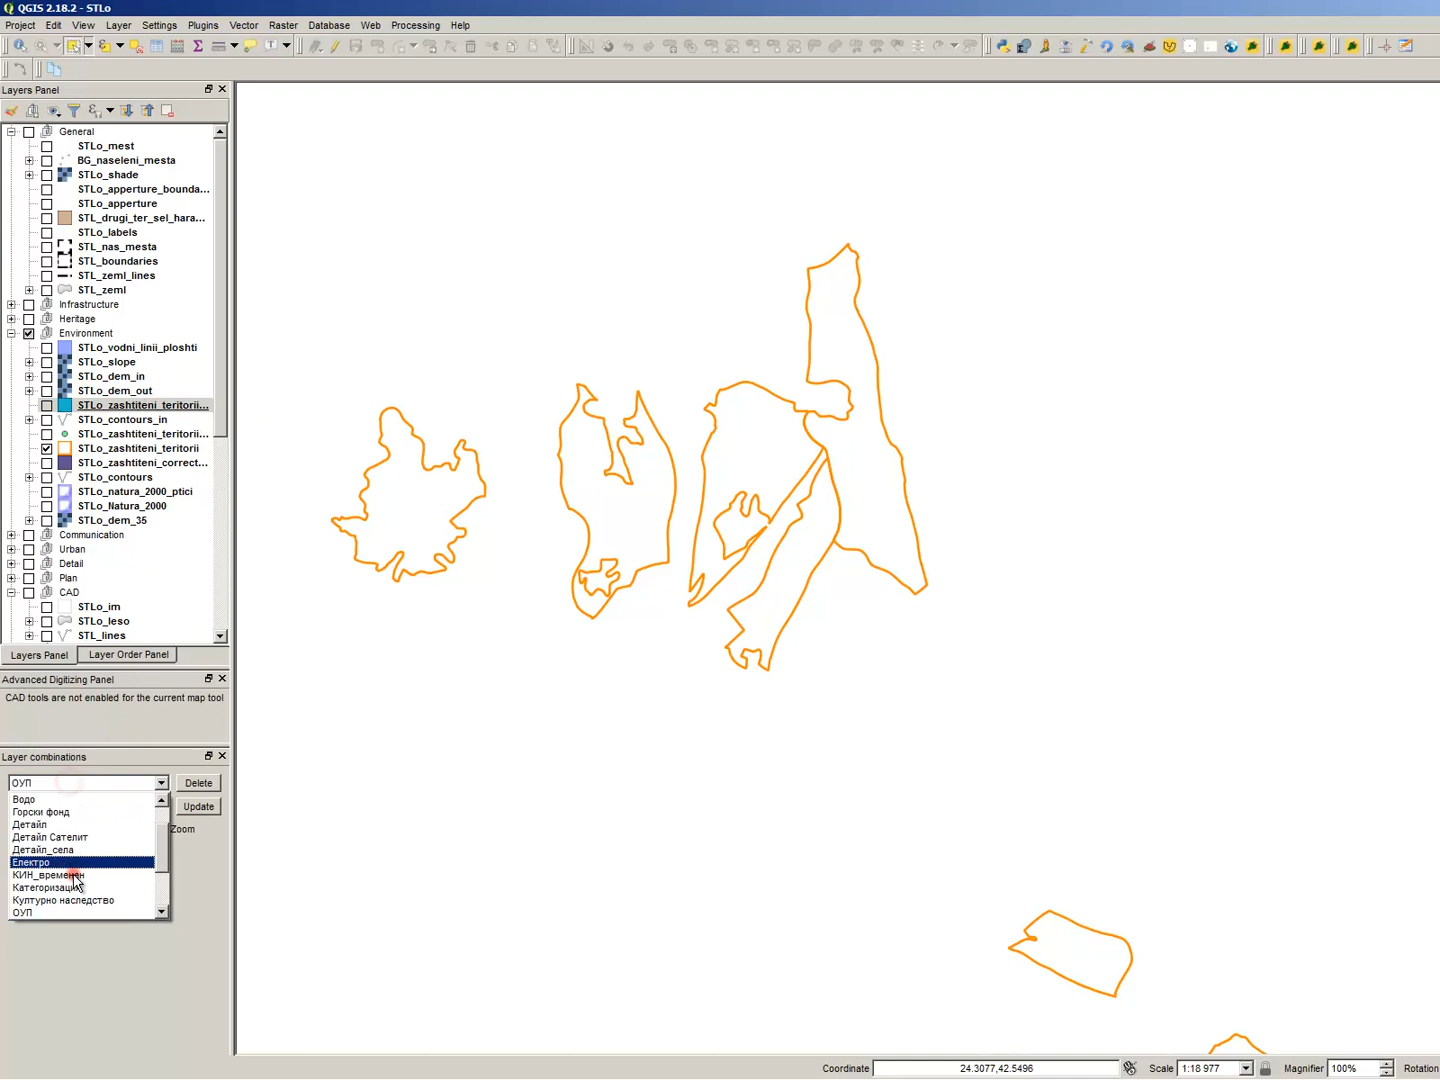 QGIS 2.18.2 - STLo
Project Edit View Layer Settings Plugins Vector Raster Database Web Processing Help
Layers Panel
General
STLo_mest
BG_naseleni_mesta
STLo_shade
STLo_apperture_bounda...
STLo_apperture
STL_drugi_ter_sel_hara...
STLo_labels
STL_nas_mesta
STL_boundaries
STL_zeml_lines
STL_zeml
Infrastructure
Heritage
Environment
STLo_vodni_linii_ploshti
STLo_slope
STLo_dem_in
STLo_dem_out
STLo_zashtiteni_teritorii...
STLo_contours_in
STLo_zashtiteni_teritorii...
STLo_zashtiteni_teritorii
STLo_zashtiteni_correct...
STLo_contours
STLo_natura_2000_ptici
STLo_Natura_2000
STLo_dem_35
Communication
Urban
Detail
Plan
CAD
STLo_im
STLo_leso
STL_lines
Layers Panel Layer Order Panel
Advanced Digitizing Panel
CAD tools are not enabled for the current map tool
Layer combinations
ОУП Delete
Водо
Update
Горски фонд
Детайл
Zoom
Детайл Сателит
Детайл_села
Електро
КИН_времeн
Категоризаци
Културно наследство
ОУП
Coordinate 24.3077,42.5496 Scale 1:18 977 Magnifier 100% Rotation